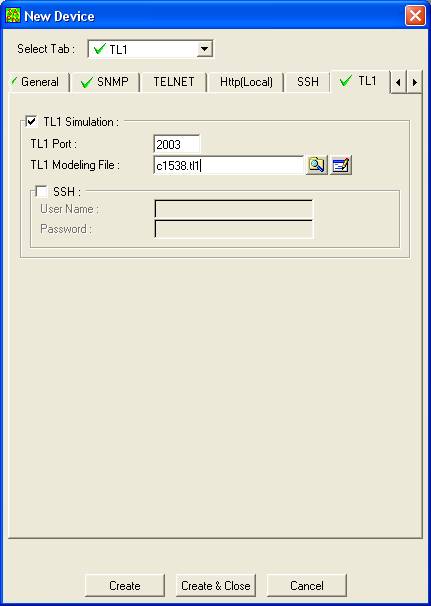 New Device
Select Tab : TL1
General SNMP TELNET Http(Local) SSH TL1
TL1 Simulation :
TL1 Port : 2003
TL1 Modeling File : c1538.tl1
SSH :
User Name :
Password :
Create Create & Close Cancel